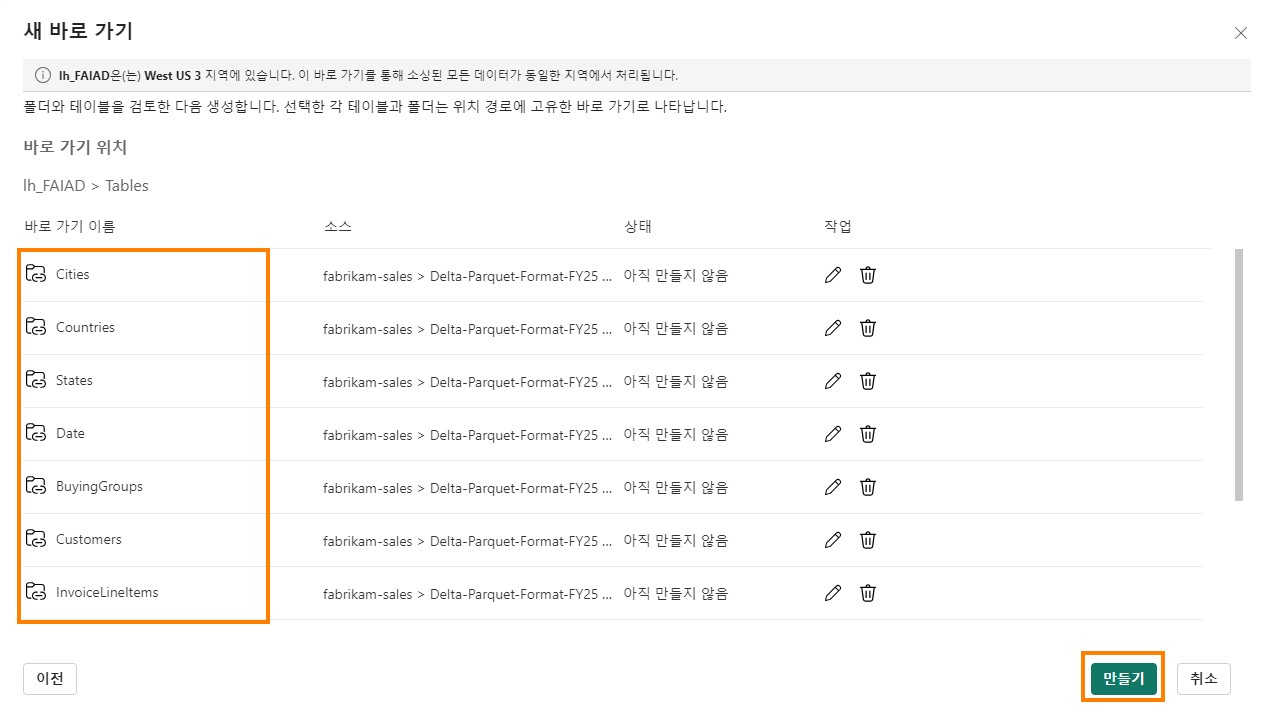 새 바로 가기
lh_FAIAD은(는) West US 3 지역에 있습니다. 이 바로 가기를 통해 소싱된 모든 데이터가 동일한 지역에서 처리됩니다.
폴더와 테이블을 검토한 다음 생성합니다. 선택한 각 테이블과 폴더는 위치 경로에 고유한 바로 가기로 나타납니다.
바로 가기 위치
lh_FAIAD > Tables
바로 가기 이름 소스 상태 작업
Cities fabrikam-sales > Delta-Parquet-Format-FY25 ... 아직 만들지 않음
Countries fabrikam-sales > Delta-Parquet-Format-FY25 ... 아직 만들지 않음
States fabrikam-sales > Delta-Parquet-Format-FY25 ... 아직 만들지 않음
Date fabrikam-sales > Delta-Parquet-Format-FY25 ... 아직 만들지 않음
BuyingGroups fabrikam-sales > Delta-Parquet-Format-FY25 ... 아직 만들지 않음
Customers fabrikam-sales > Delta-Parquet-Format-FY25 ... 아직 만들지 않음
InvoiceLineItems fabrikam-sales > Delta-Parquet-Format-FY25 ... 아직 만들지 않음
이전 만들기 취소